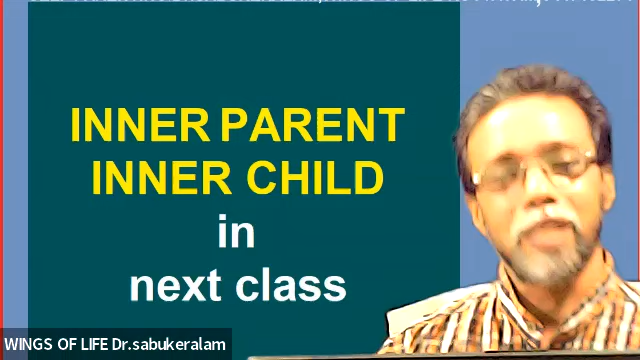 INNER PARENT
INNER CHILD
in
next class
WINGS OF LIFE Dr.sabukeralam